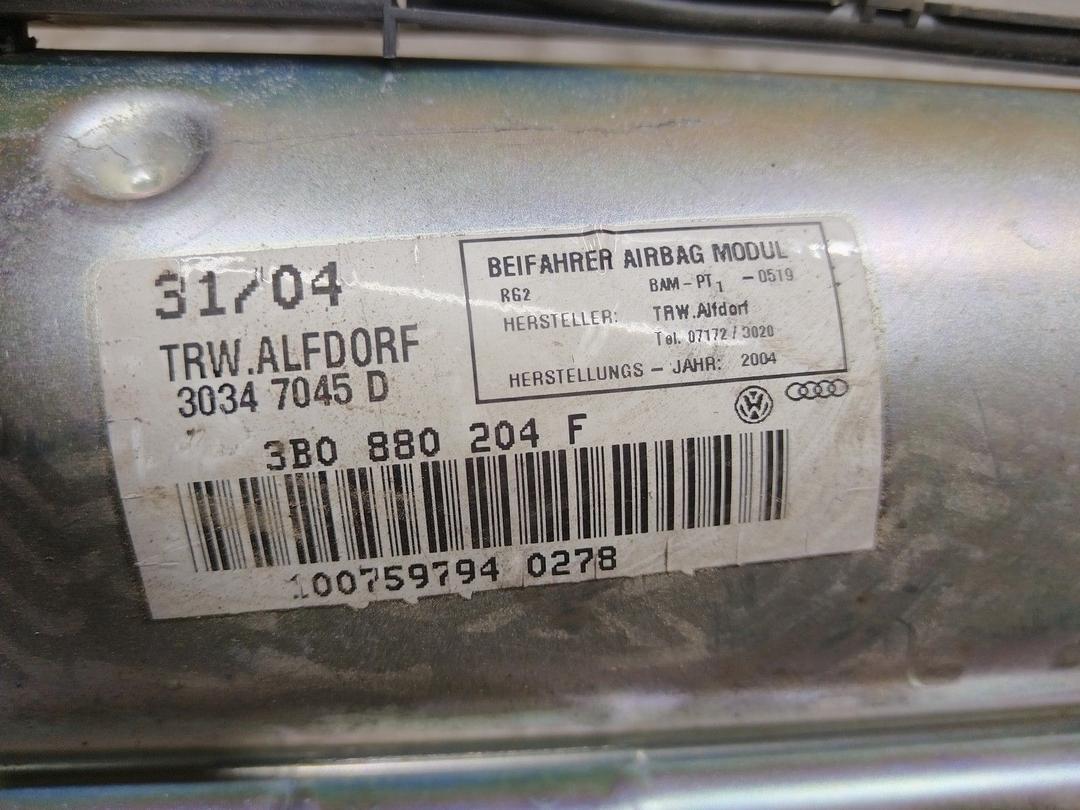 31/04
TRW.ALFDORF
3034 7045 D
BEIFAHRER AIRBAG MODUL
RG2 BAM-PT1 -0519
HERSTELLER: TRW.Alfdorf
Tel. 07172/3020
HERSTELLUNGS - JAHR: 2004
3B0 880 204 F
100759794 0278